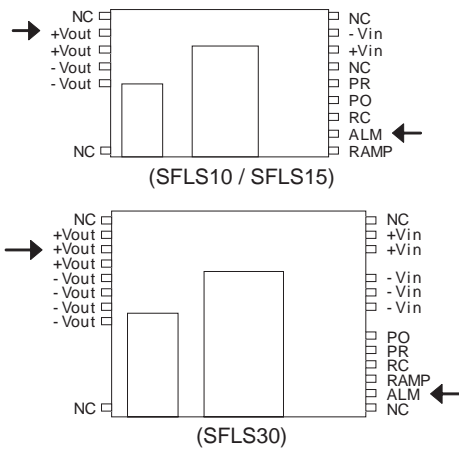 NC
+Vout
+Vout
- Vout
- Vout
NC
NC
- Vin
+Vin
NC
PR
PO
RC
ALM
RAMP
(SFLS10 / SFLS15)
NC
+Vout
+Vout
+Vout
- Vout
- Vout
- Vout
- Vout
NC
NC
+Vin
+Vin
- Vin
- Vin
- Vin
PO
PR
RC
RAMP
ALM
NC
(SFLS30)